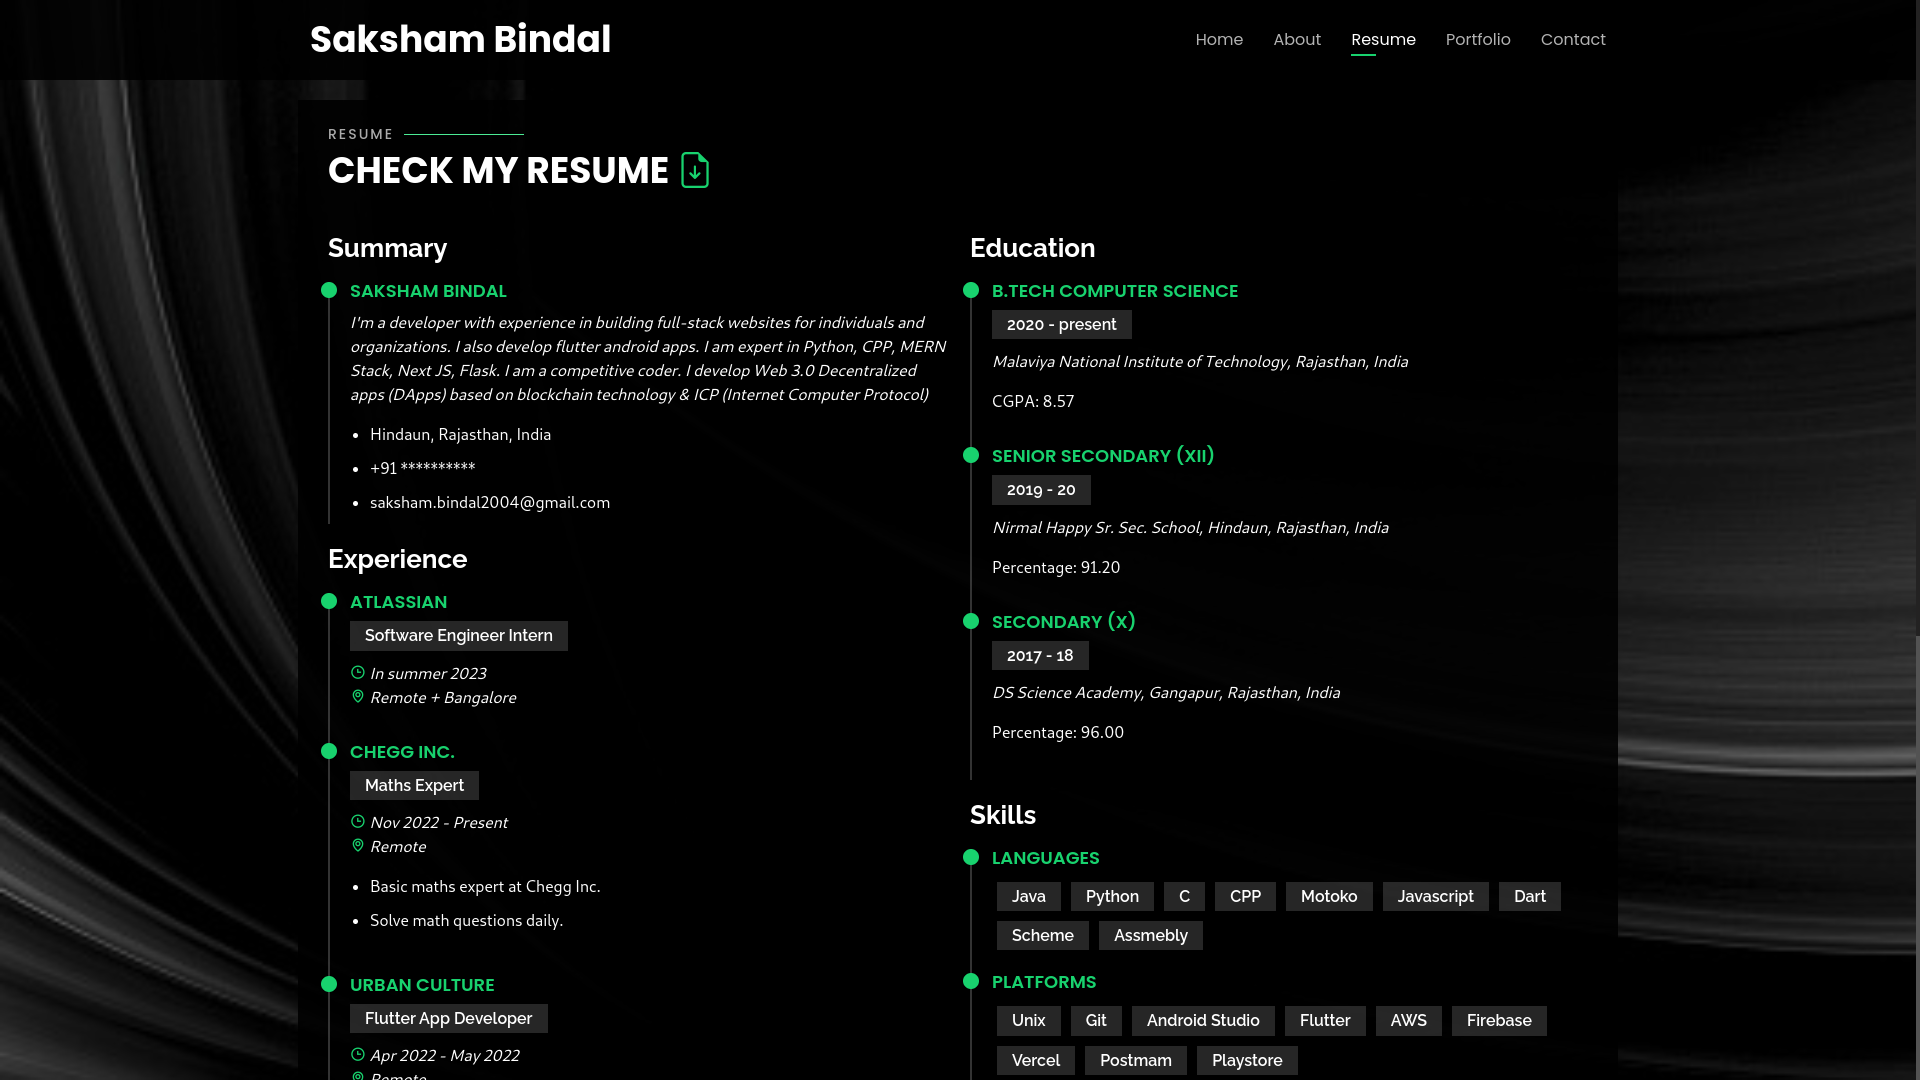 Saksham Bindal
Home
About
Resume
Portfolio
Contact
RESUME
CHECK MY RESUME
Summary
SAKSHAM BINDAL
I'm a developer with experience in building full-stack websites for individuals and
organizations. I also develop flutter android apps. I am expert in Python, CPP, MERN
Stack, Next JS, Flask. I am a competitive coder. I develop Web 3.0 Decentralized
apps (DApps) based on blockchain technology & ICP (Internet Computer Protocol)
• Hindaun, Rajasthan, India
• +91 **********
• saksham.bindal2004@gmail.com
Experience
ATLASSIAN
Software Engineer Intern
In summer 2023
Remote + Bangalore
CHEGG INC.
Maths Expert
Nov 2022 - Present
Remote
• Basic maths expert at Chegg Inc.
• Solve math questions daily.
URBAN CULTURE
Flutter App Developer
Apr 2022 - May 2022
Remote
Education
B.TECH COMPUTER SCIENCE
2020 - present
Malaviya National Institute of Technology, Rajasthan, India
CGPA: 8.57
SENIOR SECONDARY (XII)
2019 - 20
Nirmal Happy Sr. Sec. School, Hindaun, Rajasthan, India
Percentage: 91.20
SECONDARY (X)
2017 - 18
DS Science Academy, Gangapur, Rajasthan, India
Percentage: 96.00
Skills
LANGUAGES
Java Python C CPP Motoko Javascript Dart
Scheme Assmebly
PLATFORMS
Unix Git Android Studio Flutter AWS Firebase
Vercel Postmam Playstore